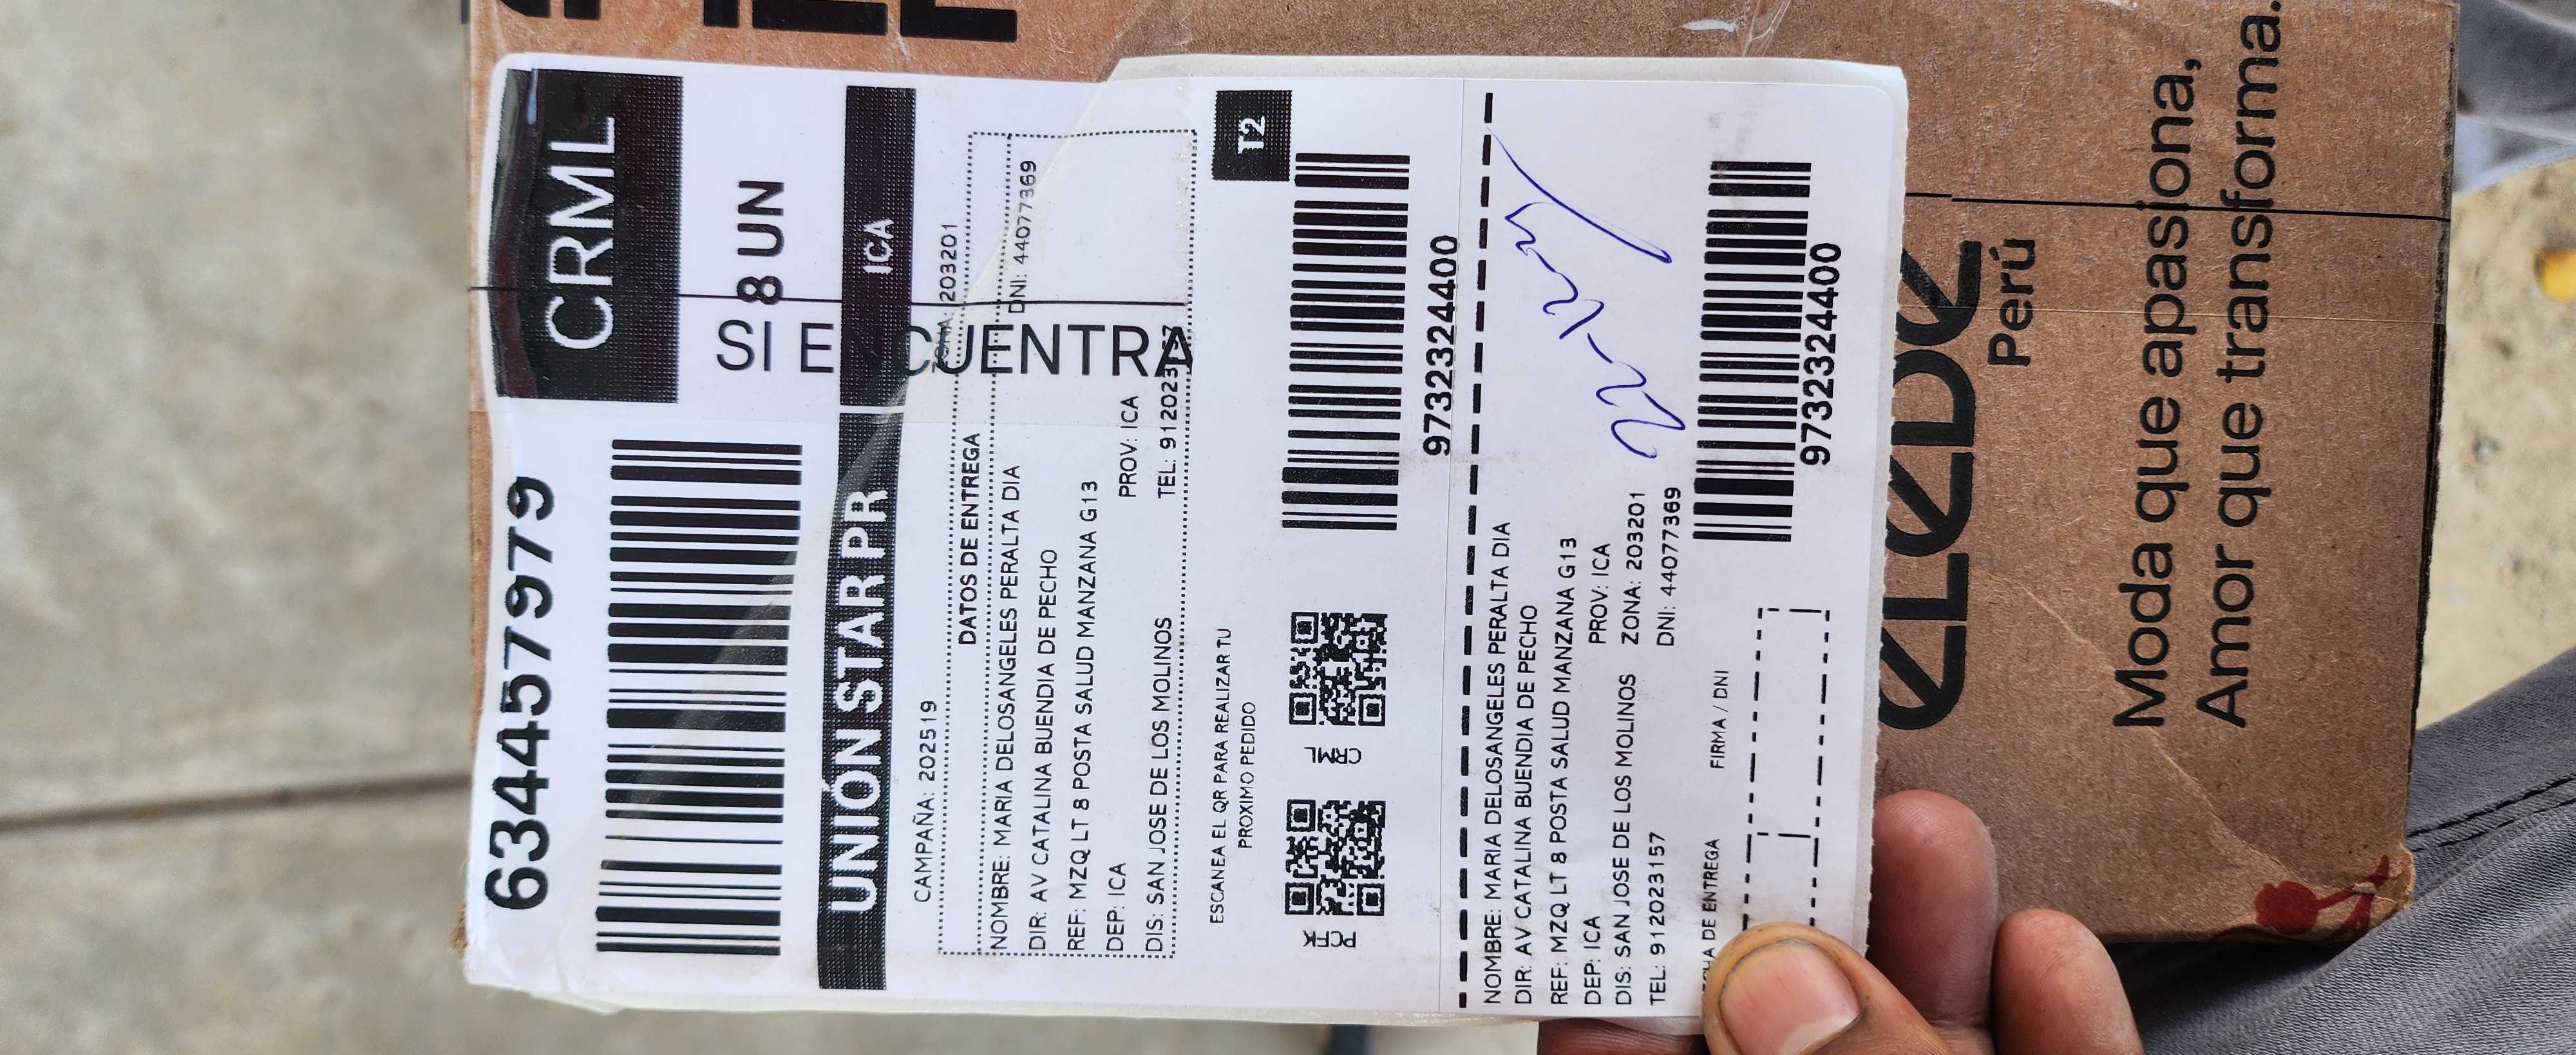 6344457979
CRML
8 UN
SI ENCUENTRA
UNIÓN STAR PR
ICA
CAMPAÑA: 202519
ZONA: 203201
DATOS DE ENTREGA
NOMBRE: MARIA DELOSANGELES PERALTA DIA
DNI: 44077369
DIR: AV CATALINA BUENDIA DE PECHO
REF: MZQ LT 8 POSTA SALUD MANZANA G13
DEP: ICA
PROV: ICA
DIS: SAN JOSE DE LOS MOLINOS
TEL: 912023157
ESCANEA EL QR PARA REALIZAR TU
PROXIMO PEDIDO
T2
PCFK
CRML
9732324400
NOMBRE: MARIA DELOSANGELES PERALTA DIA
DIR: AV CATALINA BUENDIA DE PECHO
REF: MZQ LT 8 POSTA SALUD MANZANA G13
DEP: ICA
PROV: ICA
DIS: SAN JOSE DE LOS MOLINOS
ZONA: 203201
TEL: 912023157
DNI: 44077369
DE ENTREGA
FIRMA / DNI
9732324400
Perú
Moda que apasiona,
Amor que transforma.